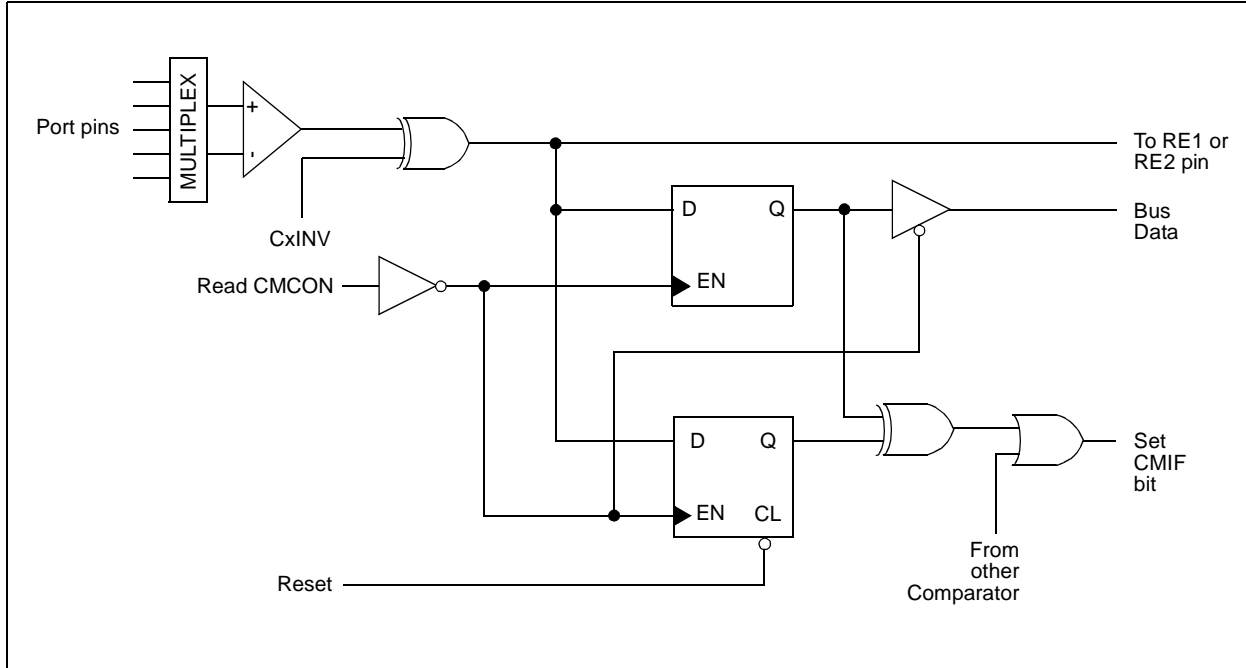 MULTIPLEX
+
-
Port pins
To RE1 or
RE2 pin
D
Q
Bus
Data
CxINV
Read CMCON
EN
D
Q
Set
CMIF
bit
EN
CL
From
other
Comparator
Reset